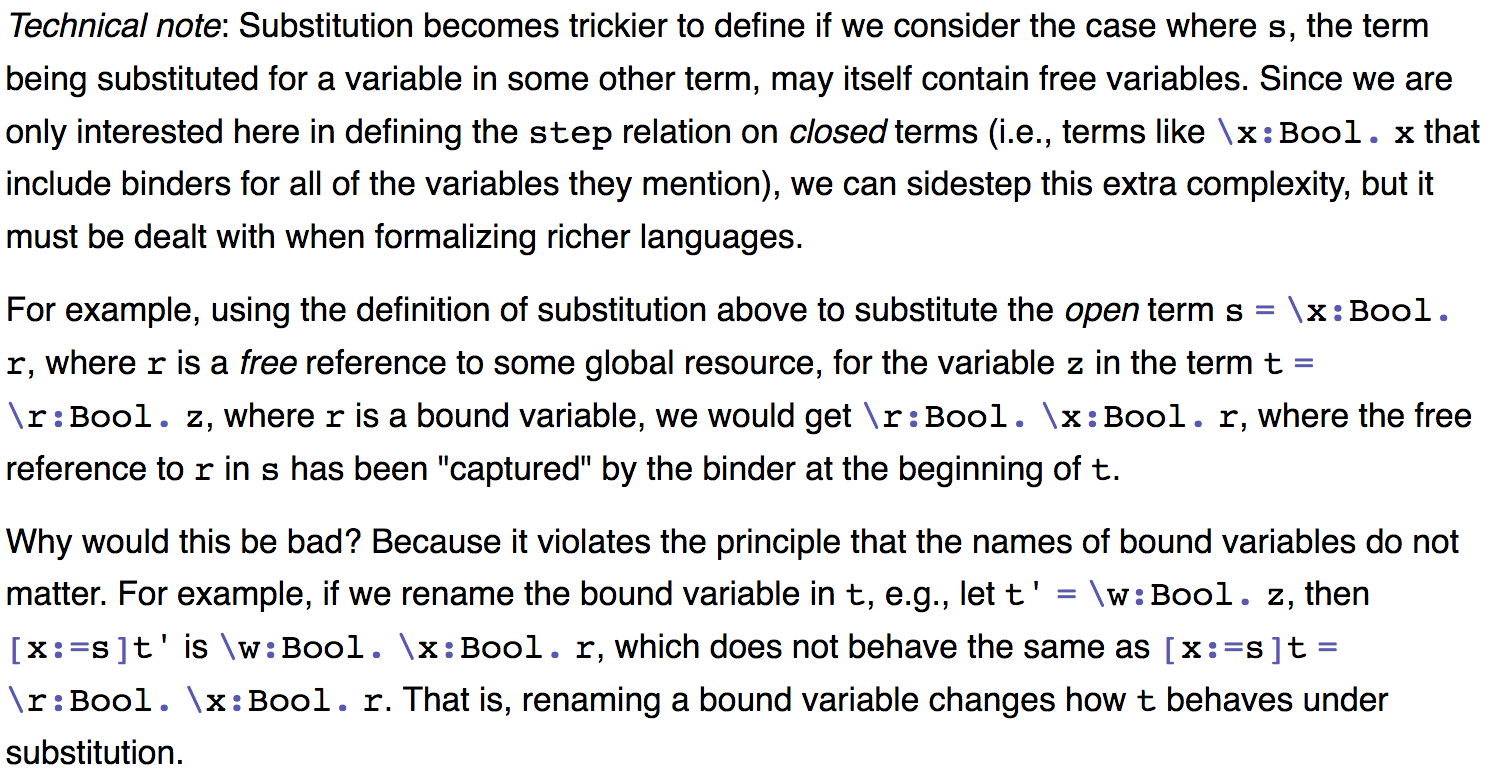 Technical note: Substitution becomes trickier to define if we consider the case where s, the term
being substituted for a variable in some other term, may itself contain free variables. Since we are
only interested here in defining the step relation on closed terms (i.e., terms like \x:Bool. x that
include binders for all of the variables they mention), we can sidestep this extra complexity, but it
must be dealt with when formalizing richer languages.
For example, using the definition of substitution above to substitute the open term s = \x:Bool.
r, where r is a free reference to some global resource, for the variable z in the term t =
\r:Bool. z, where r is a bound variable, we would get \r:Bool. \x:Bool. r, where the free
reference to r in s has been "captured" by the binder at the beginning of t.
Why would this be bad? Because it violates the principle that the names of bound variables do not
matter. For example, if we rename the bound variable in t, e.g., let t' = \w:Bool. z, then
[x:=s]t' is \w:Bool. \x:Bool. r, which does not behave the same as [x:=s]t =
\r:Bool. \x:Bool. r. That is, renaming a bound variable changes how t behaves under
substitution.